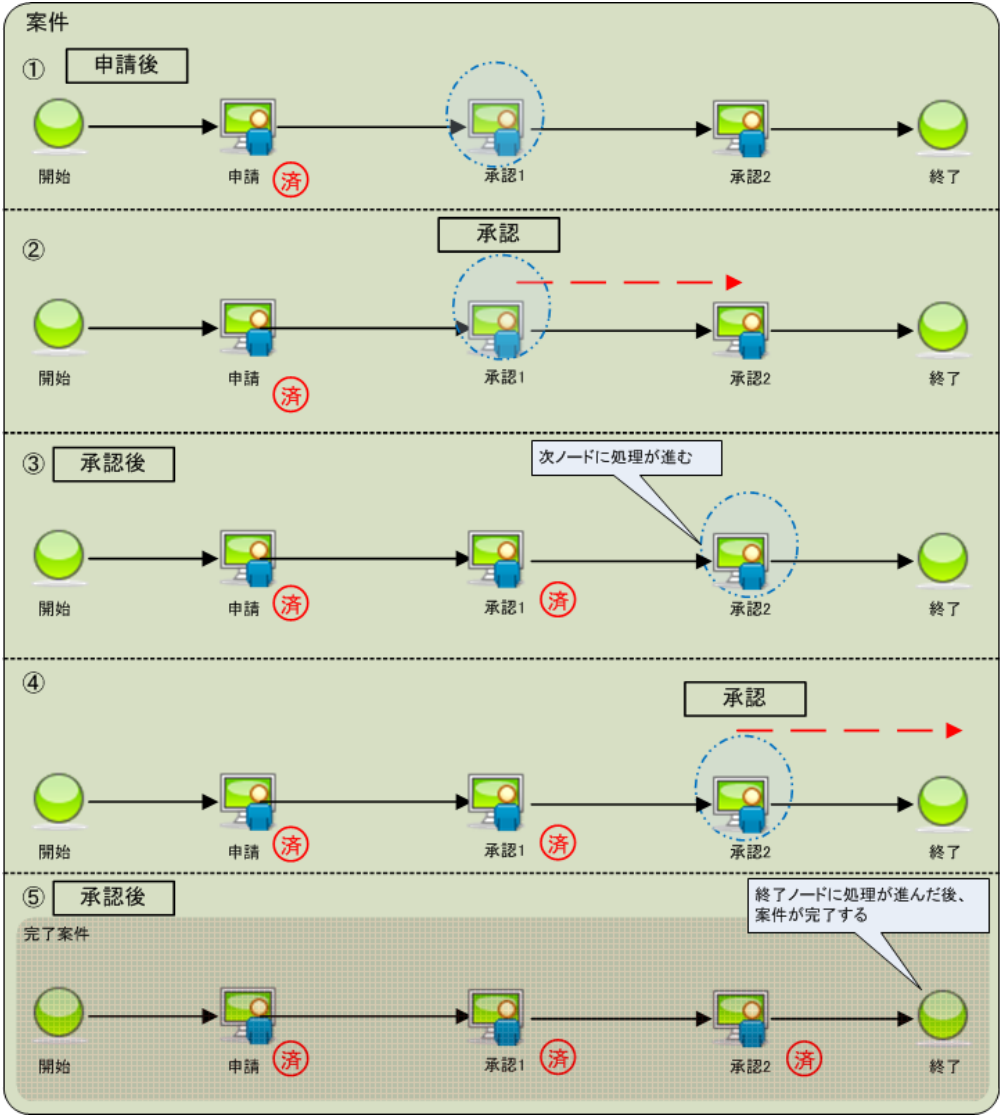 案件
① 申請後
開始 申請 済 承認1 承認2 終了
② 承認
開始 申請 済 承認1 承認2 終了
③ 承認後
次ノードに処理が進む
開始 申請 済 承認1 済 承認2 終了
④ 承認
開始 申請 済 承認1 済 承認2 終了
⑤ 承認後
終了ノードに処理が進んだ後、
案件が完了する
完了案件
開始 申請 済 承認1 済 承認2 済 終了